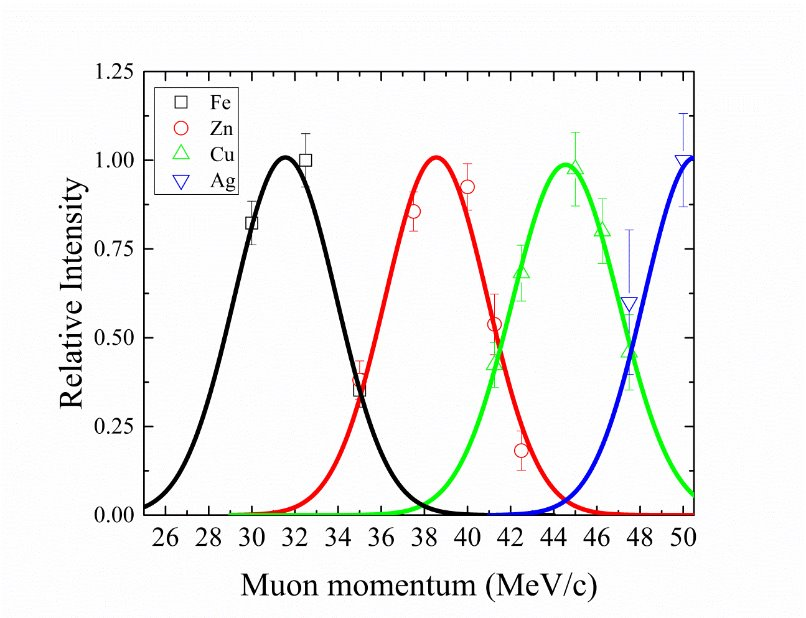 1.25
1.00
0.75
0.50
0.25
0.00
Relative Intensity
Fe
Zn
Cu
Ag
26 28 30 32 34 36 38 40 42 44 46 48 50
Muon momentum (MeV/c)